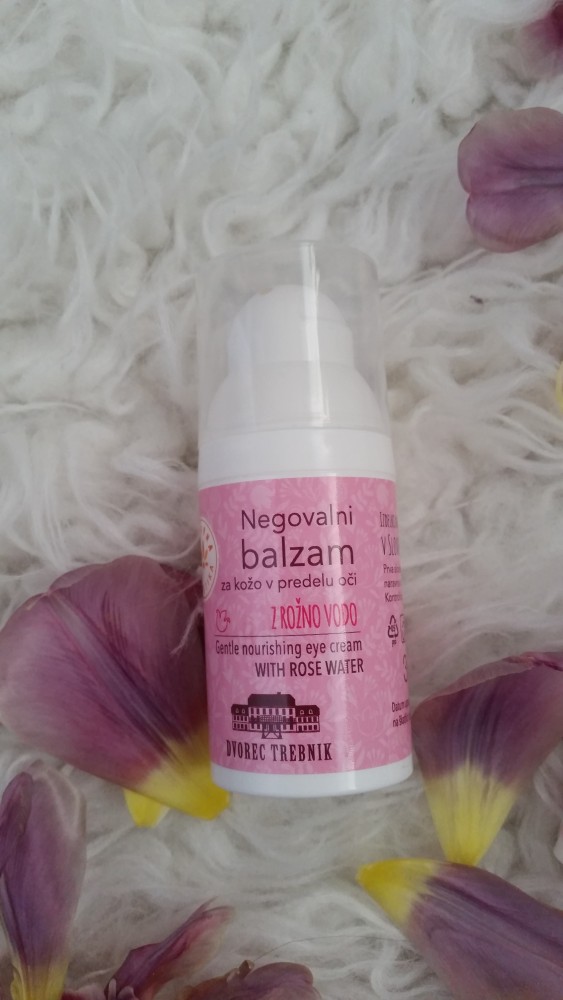 Negovalni
balzam
za kožo v predelu oči
Z ROŽNO VODO
Gentle nourishing eye cream
WITH ROSE WATER
DVOREC TREBNIK